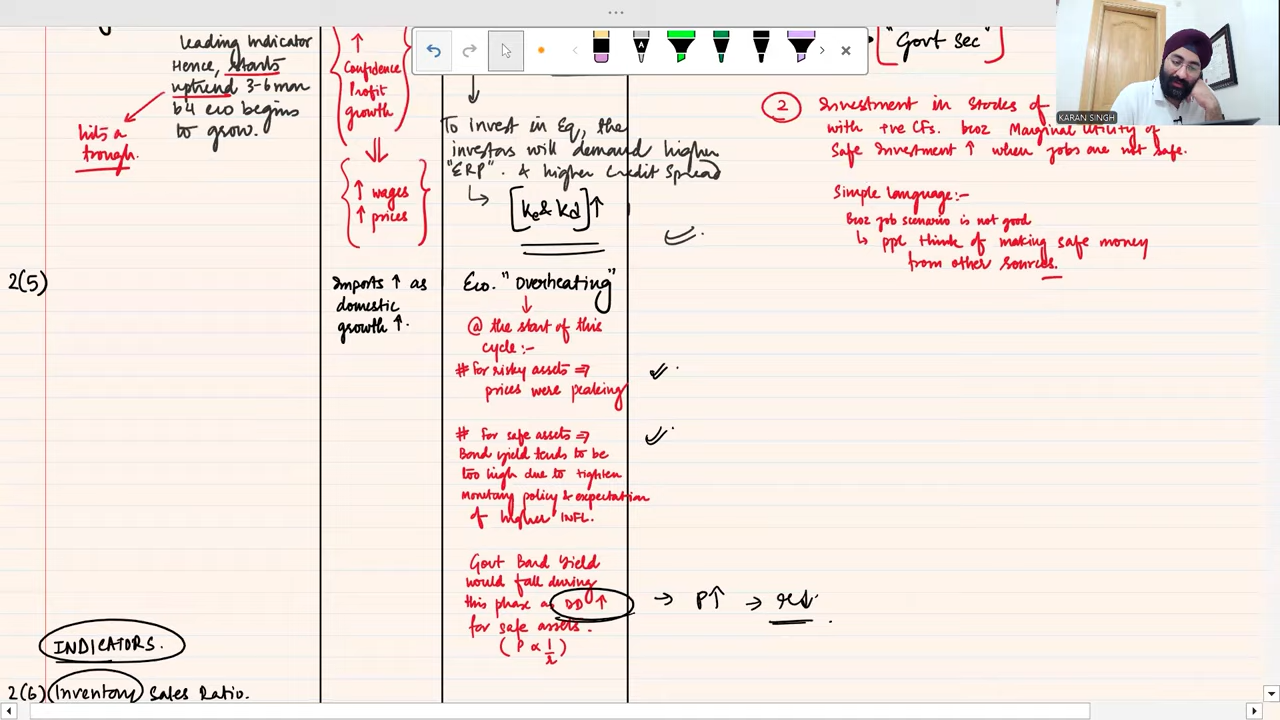 leading indicator
Hence, starts
uptrend 3-6 mon
b4 eco begins
to grow.
hits a
trough.
↑
Confidence
Profit
growth
⇓
↑ wages
↑ prices
To invest in Eq, the
investors will demand higher
"ERP". & higher Credit Spread
[ke & kd]↑
["Govt Sec"]
KARAN SINGH
2 Investment in Stocks of
with +ve CFs. bcoz Marginal Utility of
Safe Investment ↑ when jobs are not safe.
Simple language:-
Bcoz job scenario is not good
↳ ppl think of making safe money
from other sources.
2(5)
Imports ↑ as
domestic
growth ↑.
Eco. "Overheating"
↓
@ the start of this
cycle:-
# For risky assets ⇒
prices were peaking
# For safe assets ⇒
Bond yield tends to be
too high due to tighten
monetary policy & expectation
of higher INFL.
Govt Bond Yield
would fall during
this phase as DD ↑ → P↑ → r↓
for safe assets.
(P ∝ 1/r)
INDICATORS.
2(6) Inventory Sales Ratio.